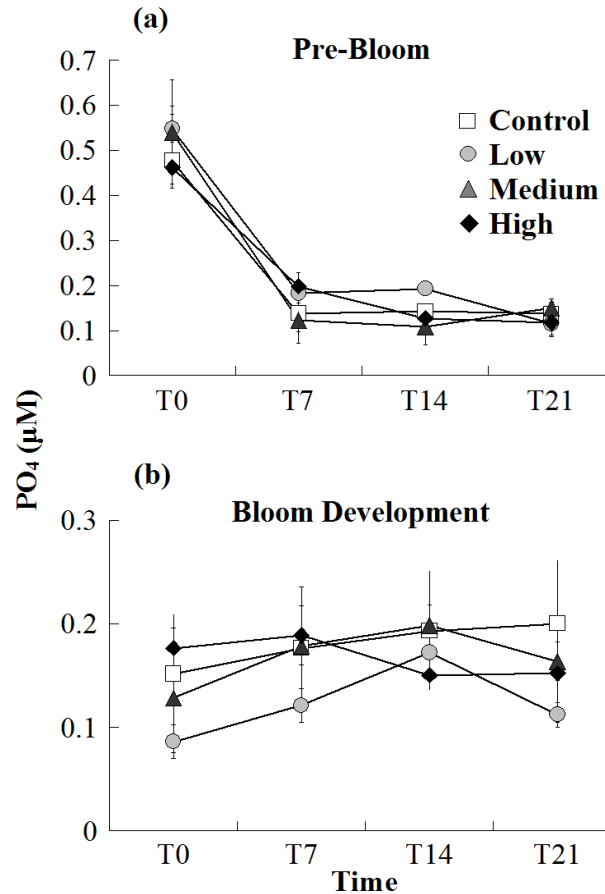 (a)
Pre-Bloom
0.7
0.6
0.5
0.4
0.3
0.2
0.1
0
Control
Low
Medium
High
T0 T7 T14 T21
PO₄ (μM)
(b)
Bloom Development
0.3
0.2
0.1
0
T0 T7 T14 T21
Time